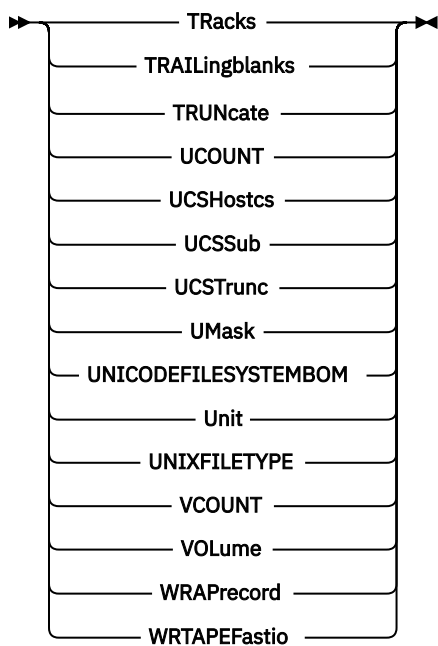 TRacks
TRAILingblanks
TRUNcate
UCOUNT
UCSHostcs
UCSSub
UCSTrunc
UMask
UNICODEFILESYSTEMBOM
Unit
UNIXFILETYPE
VCOUNT
VOLume
WRAPrecord
WRTAPEFastio